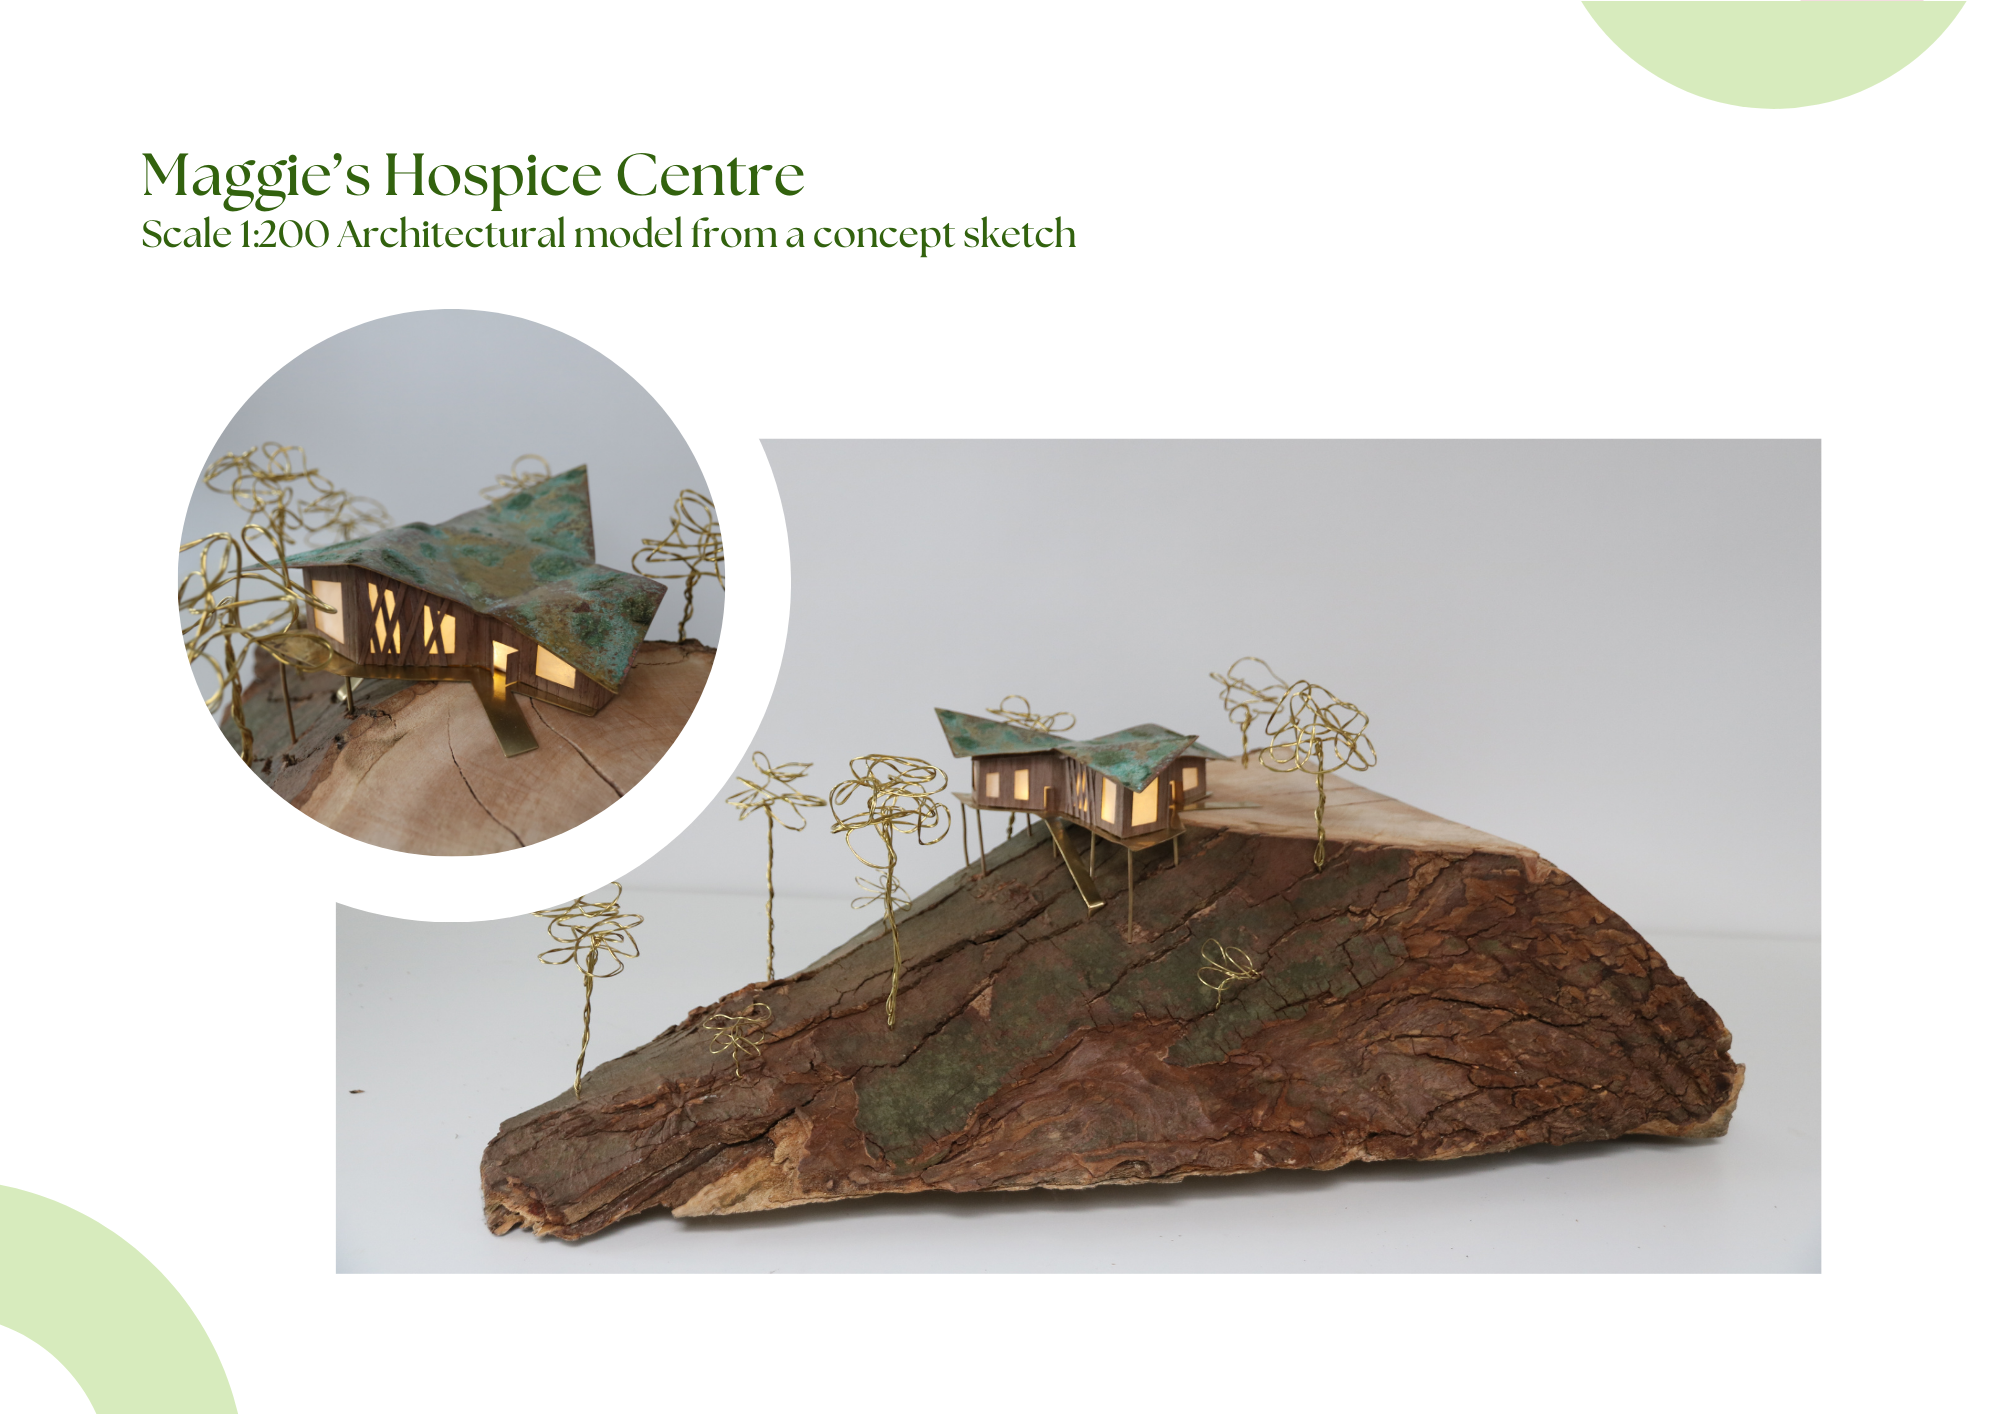 Maggie’s Hospice Centre
Scale 1:200 Architectural model from a concept sketch